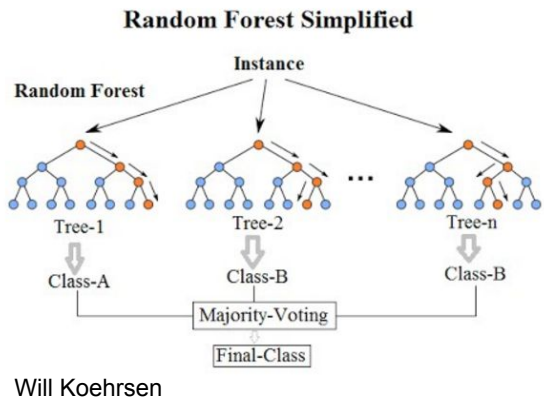 Random Forest Simplified
Instance
Random Forest
...
Tree-1
Tree-2
Tree-n
Class-A
Class-B
Class-B
Majority-Voting
Final-Class
Will Koehrsen